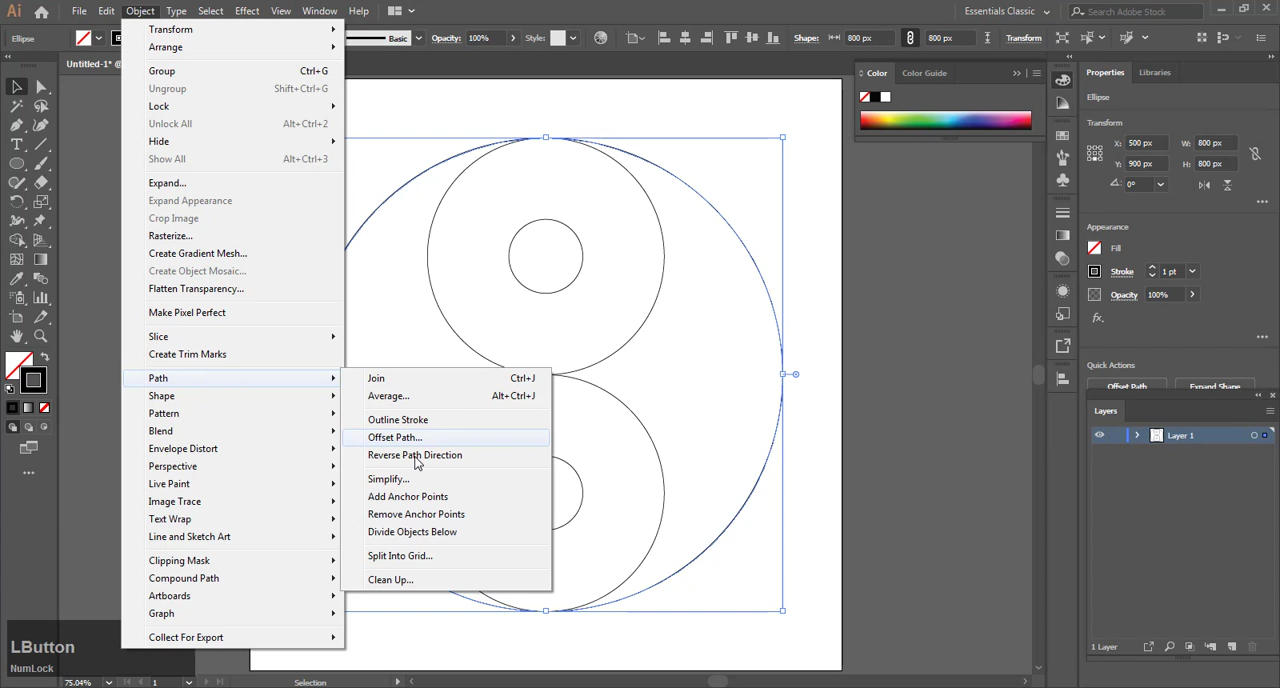 Ai File Edit Object Type Select Effect View Window Help Essentials Classic Search Adobe Stock
Ellipse Basic Opacity: 100% Style: Shape: 800 px 800 px Transform
Untitled-1* @
Transform
Arrange
Group Ctrl+G
Ungroup Shift+Ctrl+G
Lock
Unlock All Alt+Ctrl+2
Hide
Show All Alt+Ctrl+3
Expand...
Expand Appearance
Crop Image
Rasterize...
Create Gradient Mesh...
Create Object Mosaic...
Flatten Transparency...
Make Pixel Perfect
Slice
Create Trim Marks
Path
Shape
Pattern
Blend
Envelope Distort
Perspective
Live Paint
Image Trace
Text Wrap
Line and Sketch Art
Clipping Mask
Compound Path
Artboards
Graph
Collect For Export
Join Ctrl+J
Average... Alt+Ctrl+J
Outline Stroke
Offset Path...
Reverse Path Direction
Simplify...
Add Anchor Points
Remove Anchor Points
Divide Objects Below
Split Into Grid...
Clean Up...
Color Color Guide
Properties Libraries
Ellipse
Transform
X: 500 px W: 800 px
Y: 900 px H: 800 px
0°
Appearance
Fill
Stroke 1 pt
Opacity 100%
fx.
Quick Actions
Offset Path Expand Shape
Layers
Layer 1
1 Layer
LButton
NumLock
75.04% 1 Selection